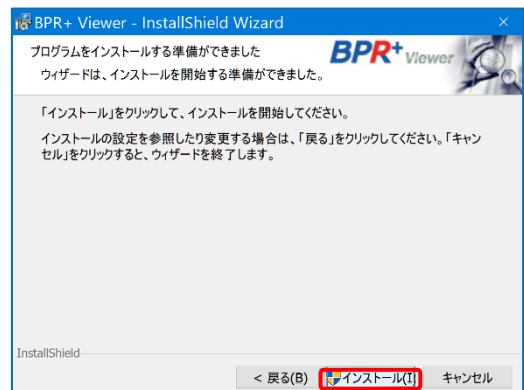 BPR+ Viewer - InstallShield Wizard
プログラムをインストールする準備ができました
BPR+ Viewer
ウィザードは、インストールを開始する準備ができました。
「インストール」をクリックして、インストールを開始してください。
インストールの設定を参照したり変更する場合は、「戻る」をクリックしてください。「キャン
セル」をクリックすると、ウィザードを終了します。
InstallShield
< 戻る(B)
インストール(I)
キャンセル